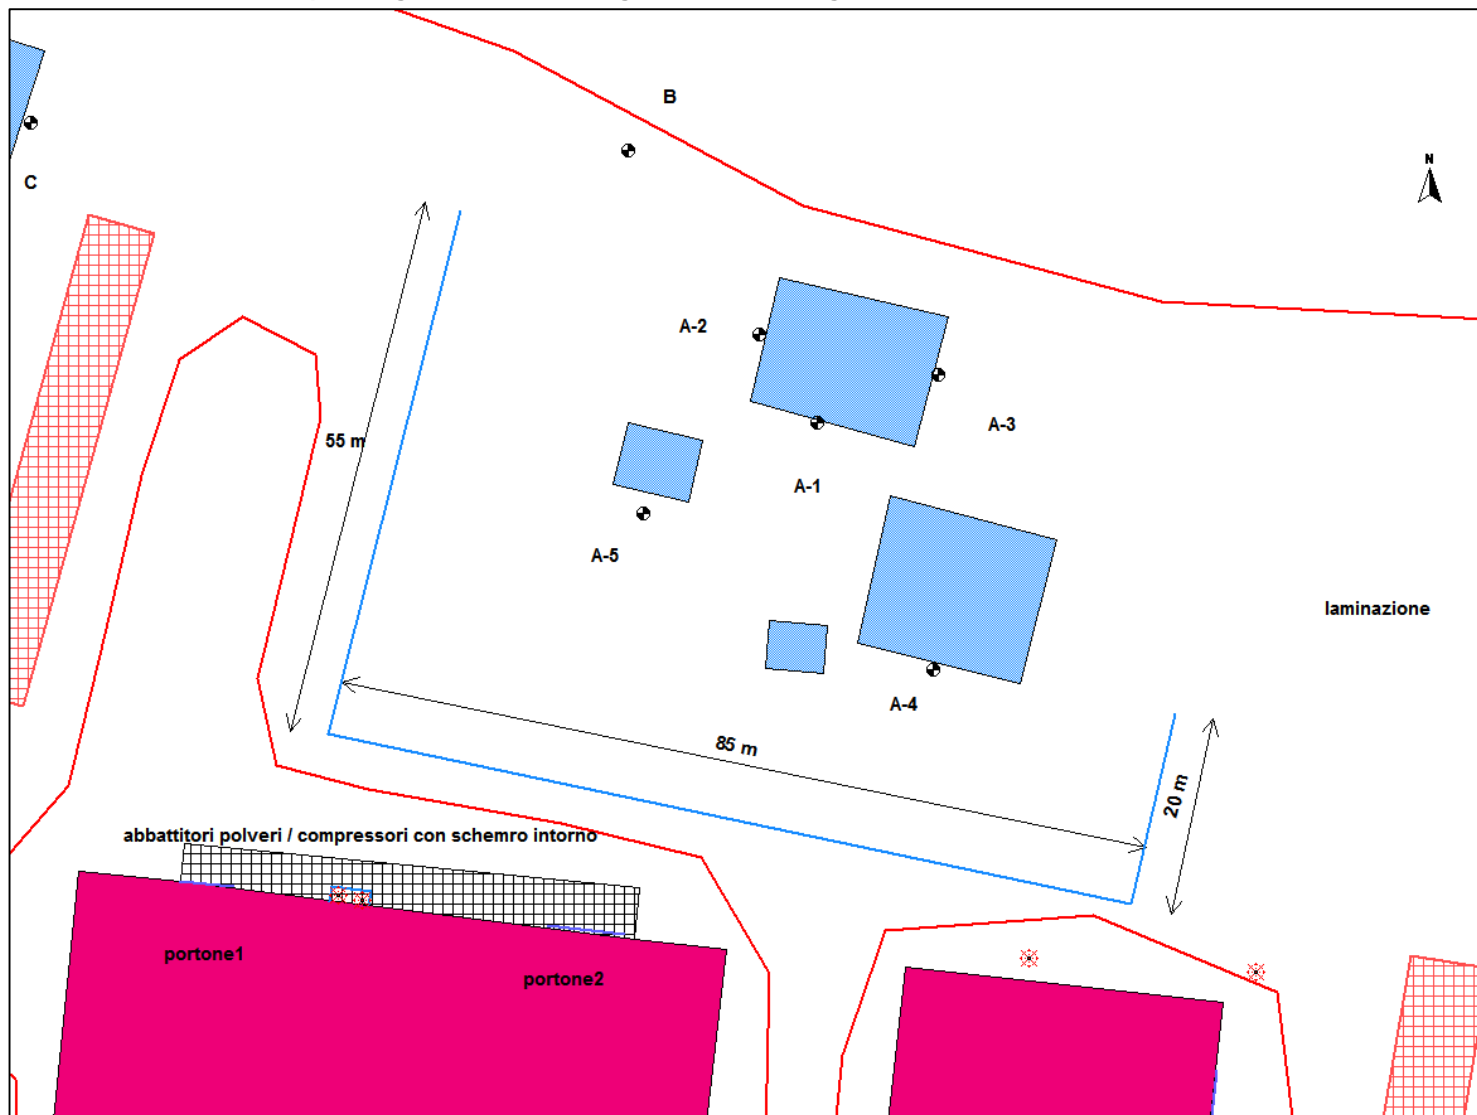 B
N
C
A-2
A-3
55 m
A-1
A-5
laminazione
A-4
85 m
20 m
abbattitori polveri / compressori con schemro intorno
portone1
portone2